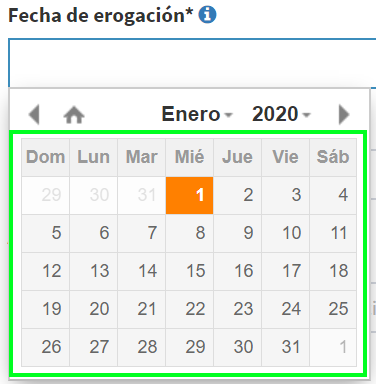 Fecha de erogación*
Enero 2020
Dom Lun Mar Mié Jue Vie Sáb
29 30 31 1 2 3 4
5 6 7 8 9 10 11
12 13 14 15 16 17 18
19 20 21 22 23 24 25
26 27 28 29 30 31 1